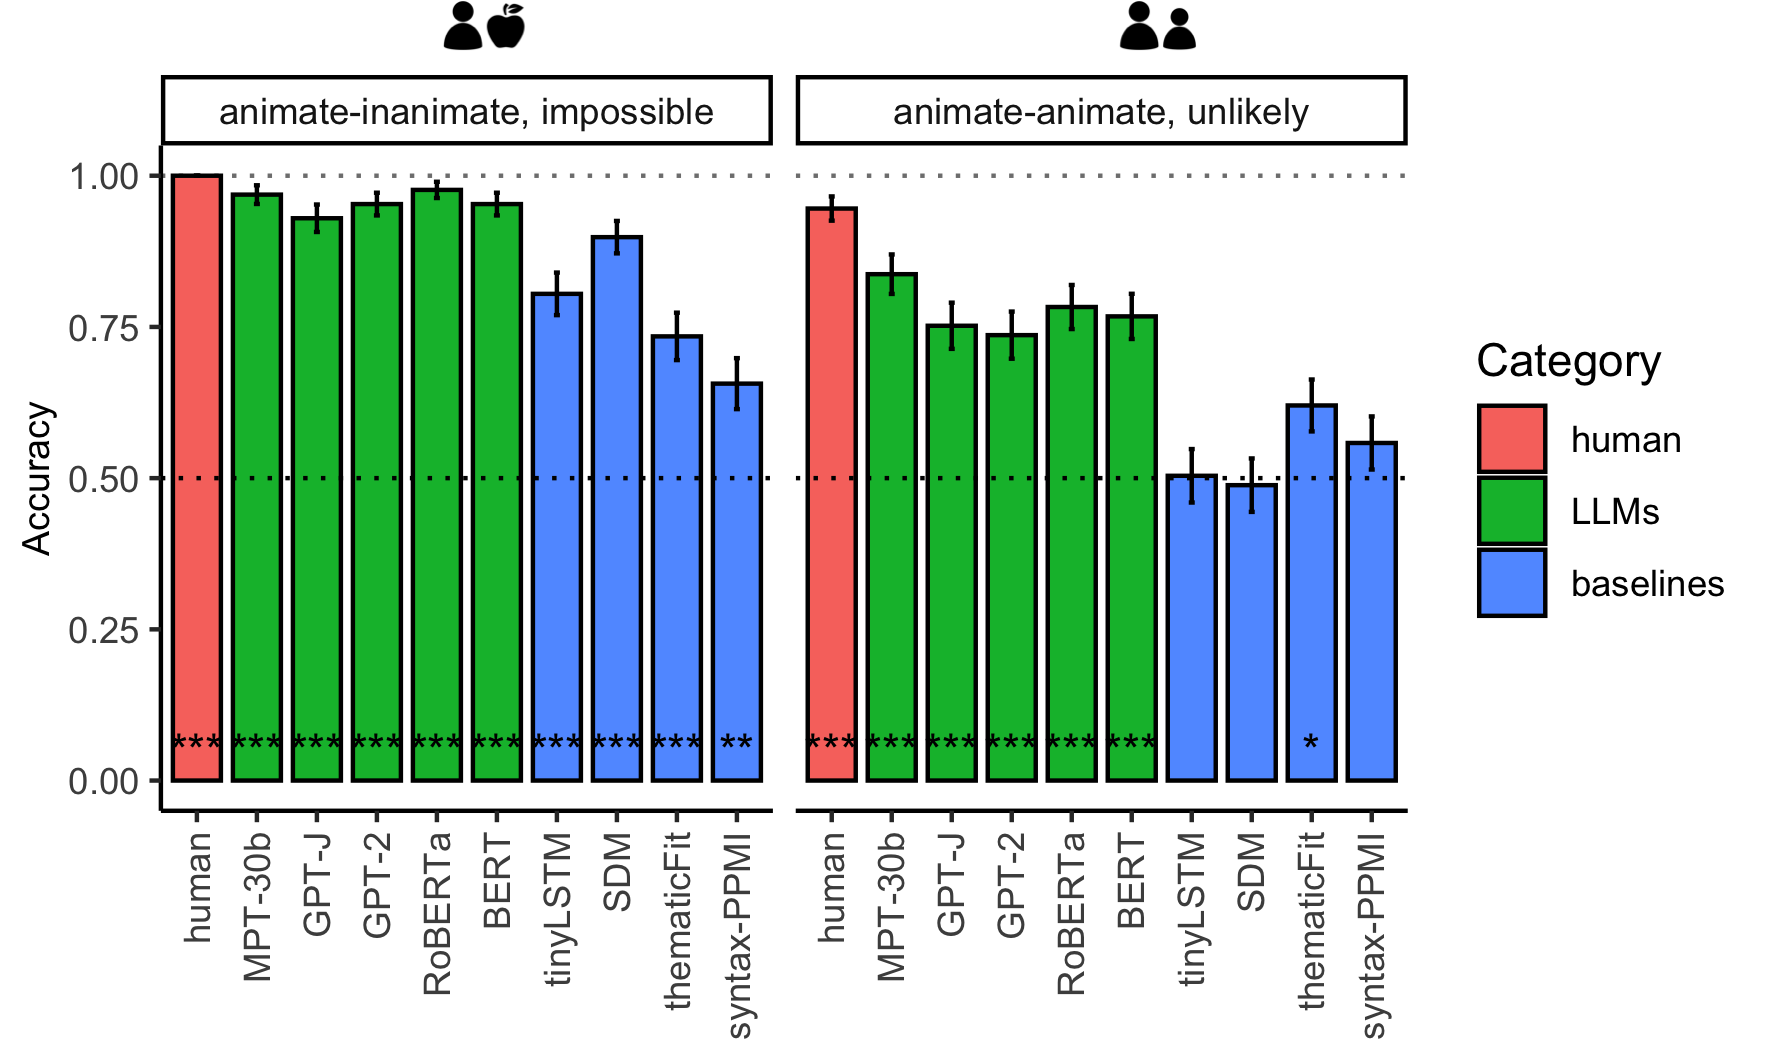 animate-inanimate, impossible
animate-animate, unlikely
Accuracy
1.00
0.75
0.50
0.25
0.00
*** *** *** *** *** *** *** *** *** **
*** *** *** *** *** *** *
human
MPT-30b
GPT-J
GPT-2
RoBERTa
BERT
tinyLSTM
SDM
thematicFit
syntax-PPMI
human
MPT-30b
GPT-J
GPT-2
RoBERTa
BERT
tinyLSTM
SDM
thematicFit
syntax-PPMI
Category
human
LLMs
baselines